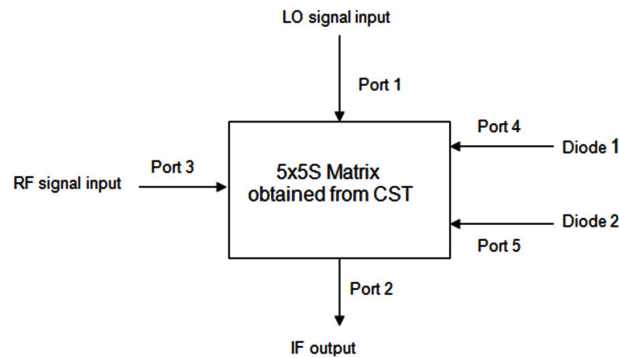 LO signal input
Port 1
Port 4
Diode 1
Port 3
RF signal input
5x5S Matrix
obtained from CST
Diode 2
Port 5
Port 2
IF output